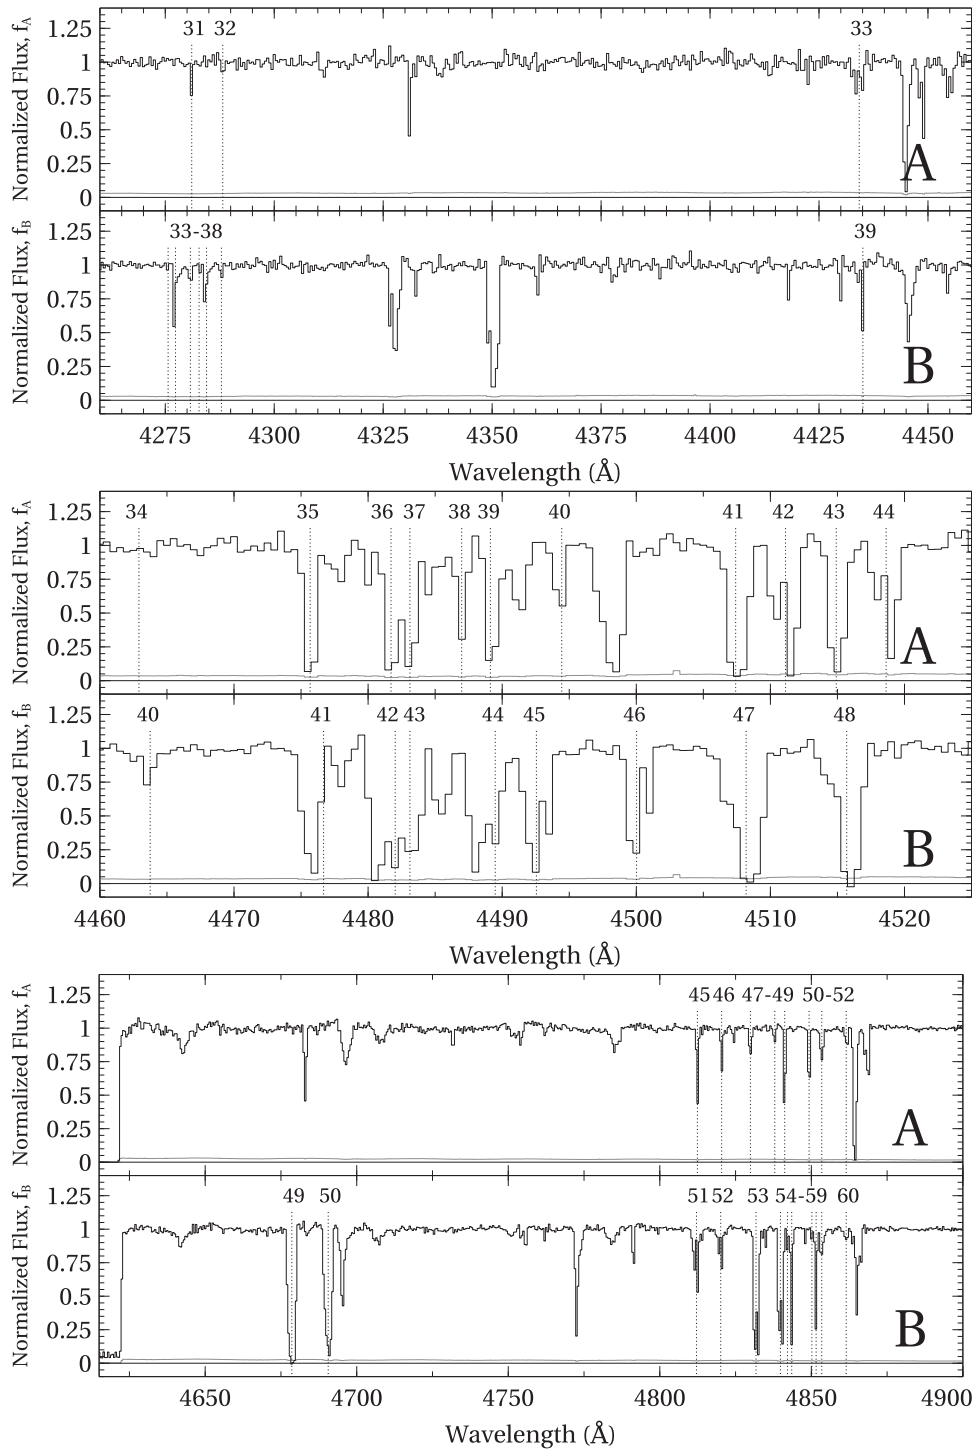 Normalized Flux, fA
1.25
1
0.75
0.5
0.25
0
31 32 33
A
Normalized Flux, fB
1.25
1
0.75
0.5
0.25
0
33-38 39
B
4275 4300 4325 4350 4375 4400 4425 4450
Wavelength (Å)
Normalized Flux, fA
1.25
1
0.75
0.5
0.25
0
34 35 36 37 38 39 40 41 42 43 44
A
Normalized Flux, fB
1.25
1
0.75
0.5
0.25
0
40 41 42 43 44 45 46 47 48
B
4460 4470 4480 4490 4500 4510 4520
Wavelength (Å)
Normalized Flux, fA
1.25
1
0.75
0.5
0.25
0
45 46 47-49 50-52
A
Normalized Flux, fB
1.25
1
0.75
0.5
0.25
0
49 50 51 52 53 54-59 60
B
4650 4700 4750 4800 4850 4900
Wavelength (Å)